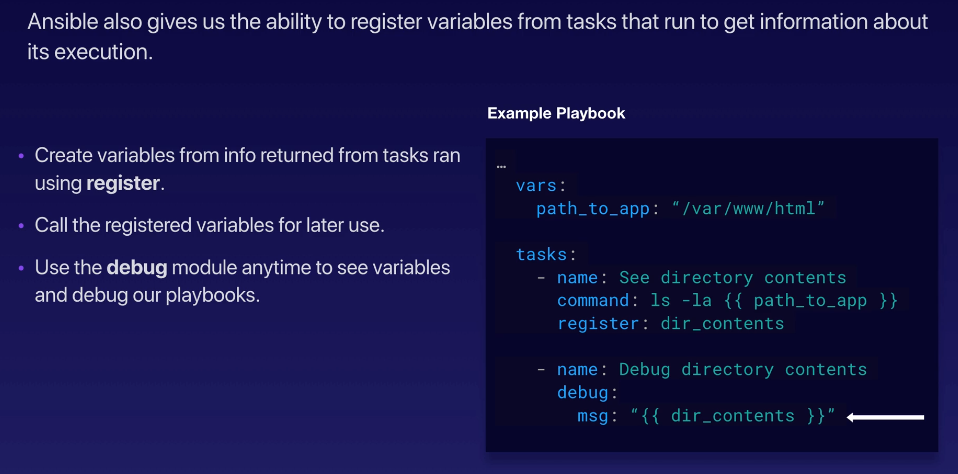 Ansible also gives us the ability to register variables from tasks that run to get information about
its execution.
• Create variables from info returned from tasks ran
using register.
• Call the registered variables for later use.
• Use the debug module anytime to see variables
and debug our playbooks.
Example Playbook
…
vars:
path_to_app: “/var/www/html”
tasks:
- name: See directory contents
command: ls -la {{ path_to_app }}
register: dir_contents
- name: Debug directory contents
debug:
msg: “{{ dir_contents }}”